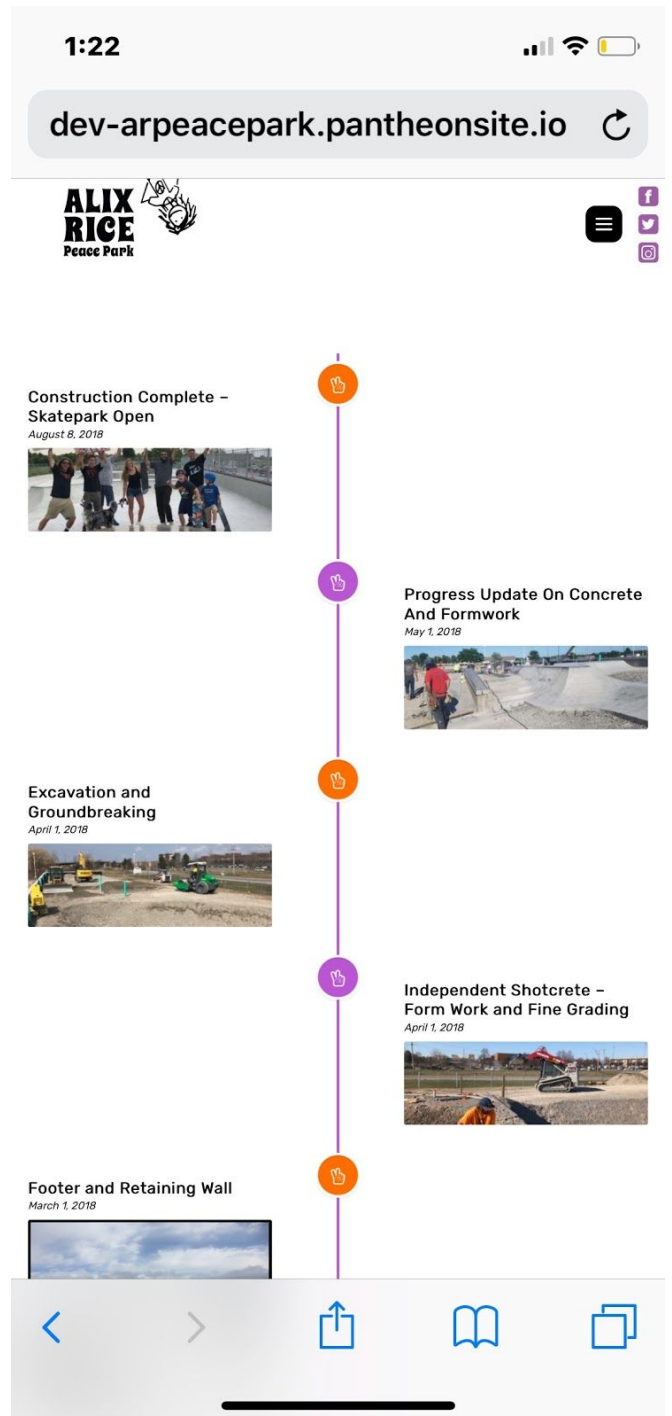 1:22
dev-arpeacepark.pantheonsite.io
ALIX
RICE
Peace Park
Construction Complete –
Skatepark Open
August 8, 2018
Progress Update On Concrete
And Formwork
May 1, 2018
Excavation and
Groundbreaking
April 1, 2018
Independent Shotcrete –
Form Work and Fine Grading
April 1, 2018
Footer and Retaining Wall
March 1, 2018